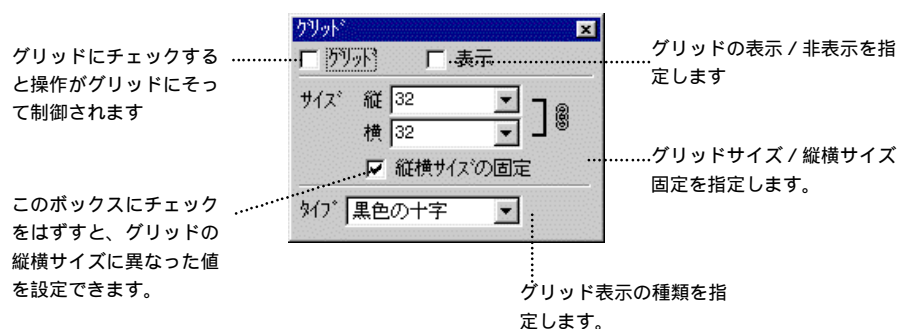 グリッドにチェックする
と操作がグリッドにそっ
て制御されます
このボックスにチェック
をはずすと、グリッドの
縦横サイズに異なった値
を設定できます。
ｸﾞﾘｯﾄﾞ
ｸﾞﾘｯﾄﾞ 表示
ｻｲｽﾞ 縦 32
横 32
縦横ｻｲｽﾞの固定
ﾀｲﾌﾟ 黒色の十字
グリッドの表示 / 非表示を指
定します
グリッドサイズ / 縦横サイズ
固定を指定します。
グリッド表示の種類を指
定します。